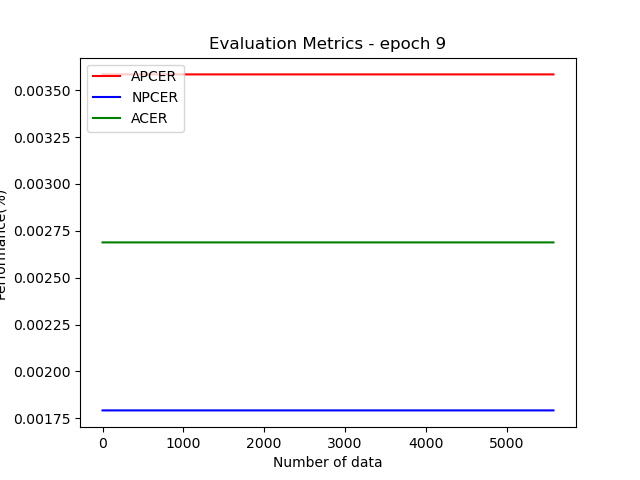 Evaluation Metrics - epoch 9
APCER
NPCER
ACER
0.00350
0.00325
0.00300
0.00275
0.00250
0.00225
0.00200
0.00175
Performance(%)
0 1000 2000 3000 4000 5000
Number of data